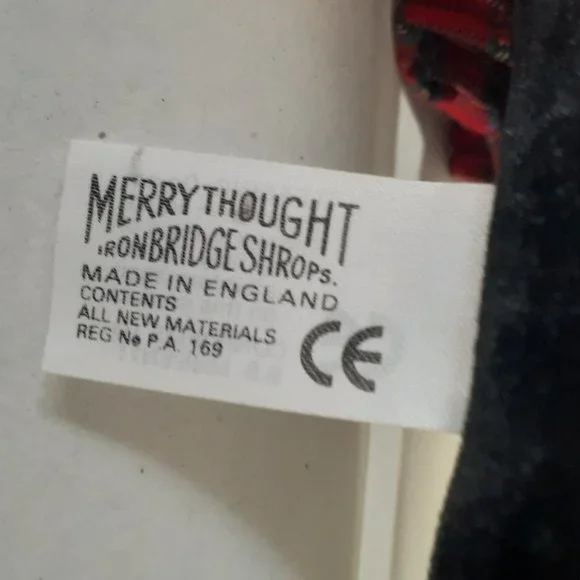 MERRYTHOUGHT
IRONBRIDGE SHROPS.
MADE IN ENGLAND
CONTENTS
ALL NEW MATERIALS
REG No P.A. 169
CE